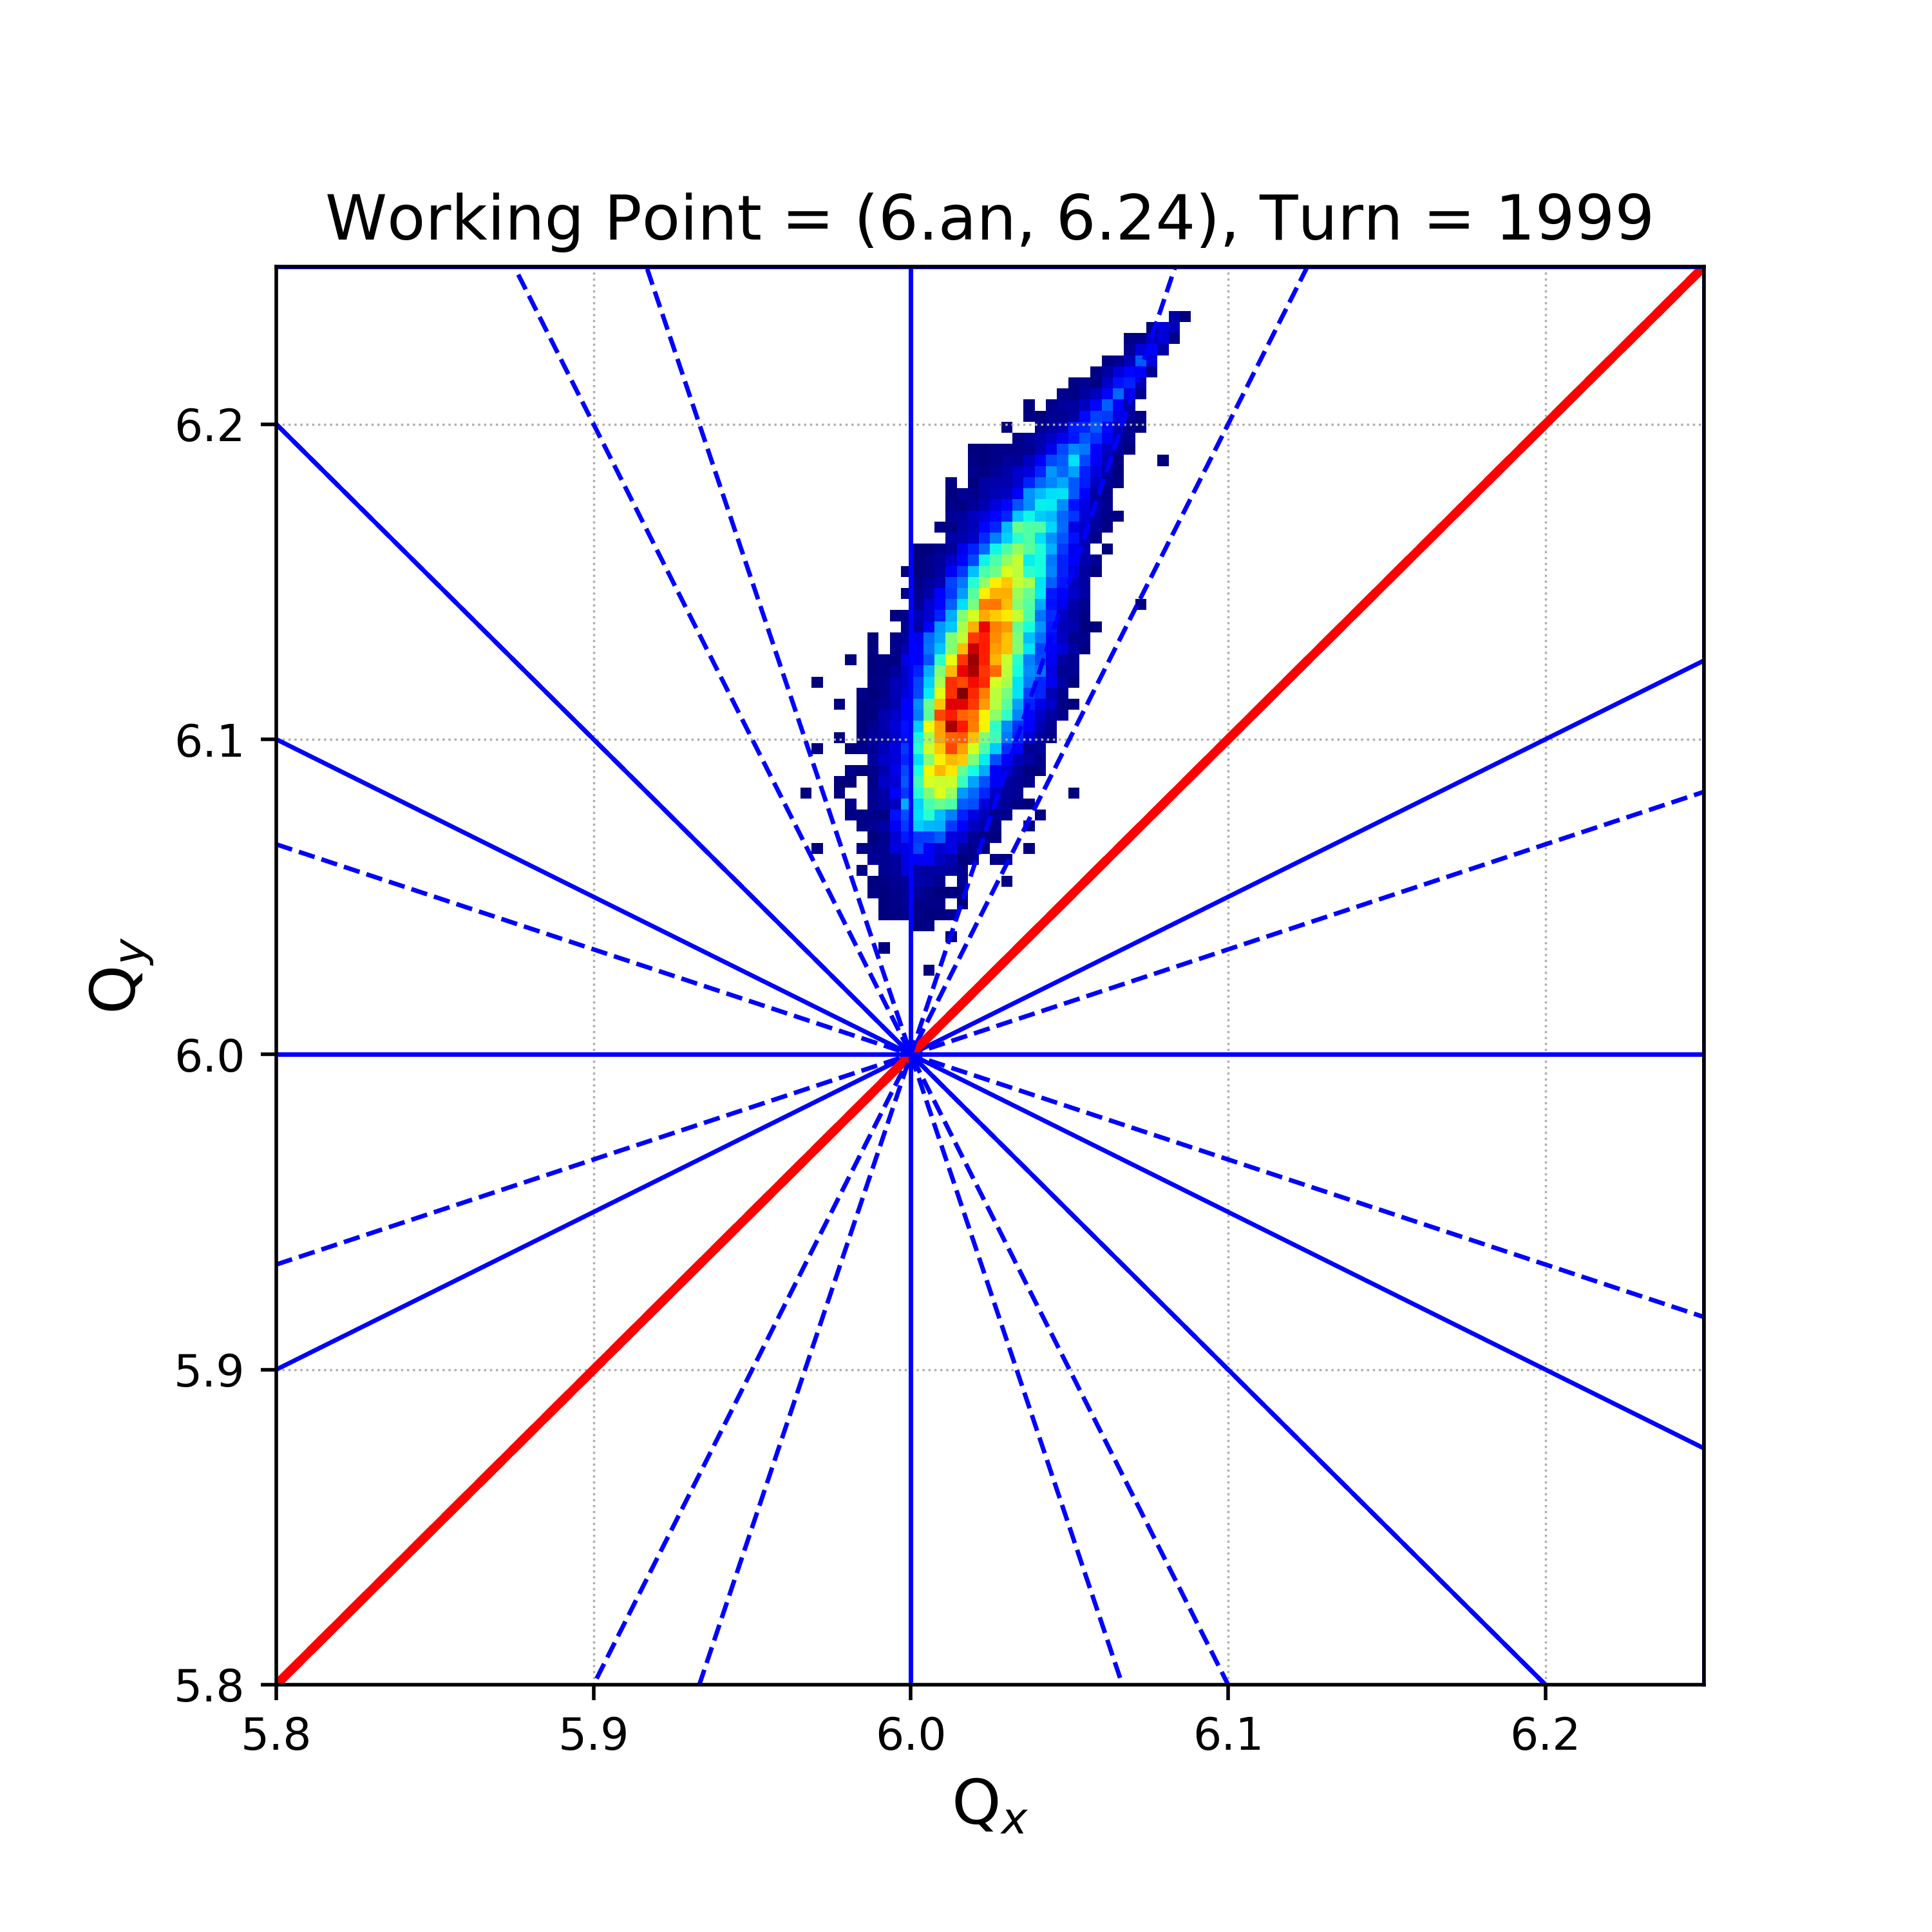 Working Point = (6.an, 6.24), Turn = 1999
6.2
6.1
6.0
5.9
5.8
Qy
5.8 5.9 6.0 6.1 6.2
Qx